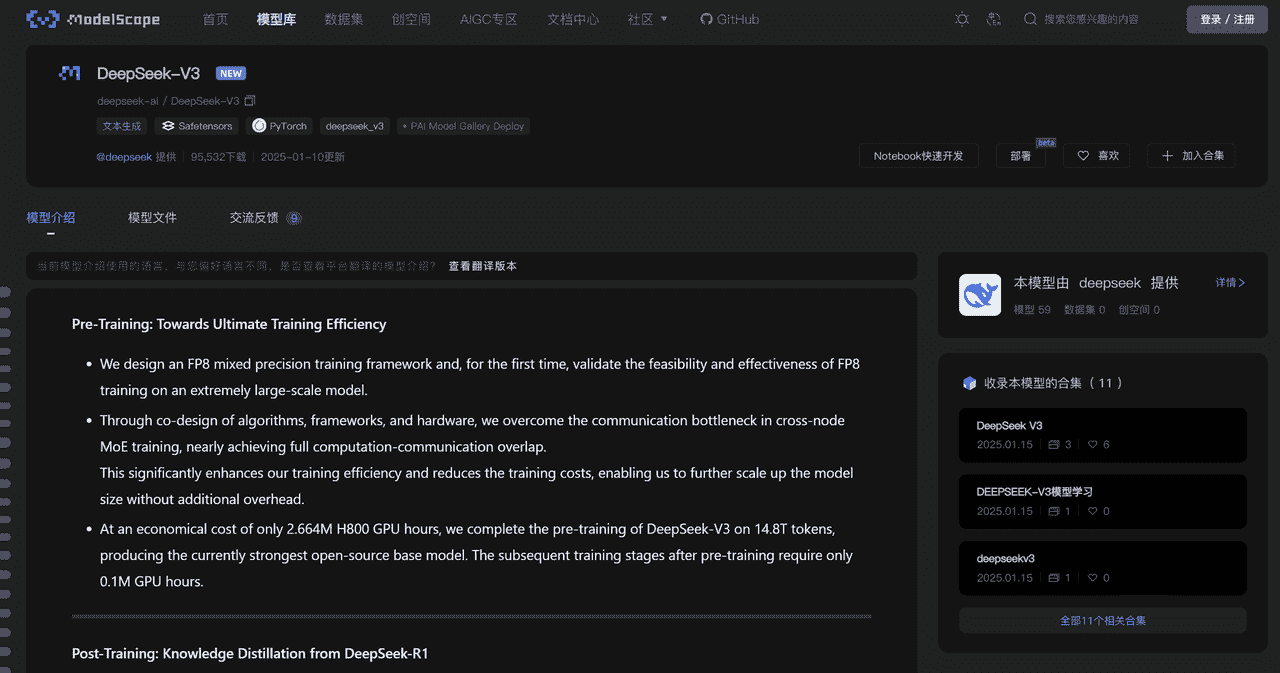 ModelScope 首页 模型库 数据集 创空间 AIGC专区 文档中心 社区 GitHub 搜索您感兴趣的内容 登录 / 注册
DeepSeek-V3 NEW
deepseek-ai / DeepSeek-V3
文本生成 Safetensors PyTorch deepseek_v3 PAI Model Gallery Deploy
@deepseek 提供 95,532下载 2025-01-10更新
Notebook快速开发 部署 beta 喜欢 加入合集
模型介绍 模型文件 交流反馈 9
当前模型介绍使用的语言，与您偏好语言不同，是否查看平台翻译的模型介绍？ 查看翻译版本
Pre-Training: Towards Ultimate Training Efficiency
• We design an FP8 mixed precision training framework and, for the first time, validate the feasibility and effectiveness of FP8
training on an extremely large-scale model.
• Through co-design of algorithms, frameworks, and hardware, we overcome the communication bottleneck in cross-node
MoE training, nearly achieving full computation-communication overlap.
This significantly enhances our training efficiency and reduces the training costs, enabling us to further scale up the model
size without additional overhead.
• At an economical cost of only 2.664M H800 GPU hours, we complete the pre-training of DeepSeek-V3 on 14.8T tokens,
producing the currently strongest open-source base model. The subsequent training stages after pre-training require only
0.1M GPU hours.
Post-Training: Knowledge Distillation from DeepSeek-R1
本模型由 deepseek 提供 详情
模型 59 数据集 0 创空间 0
收录本模型的合集（ 11 ）
DeepSeek V3
2025.01.15 3 6
DEEPSEEK-V3模型学习
2025.01.15 1 0
deepseekv3
2025.01.15 1 0
全部11个相关合集